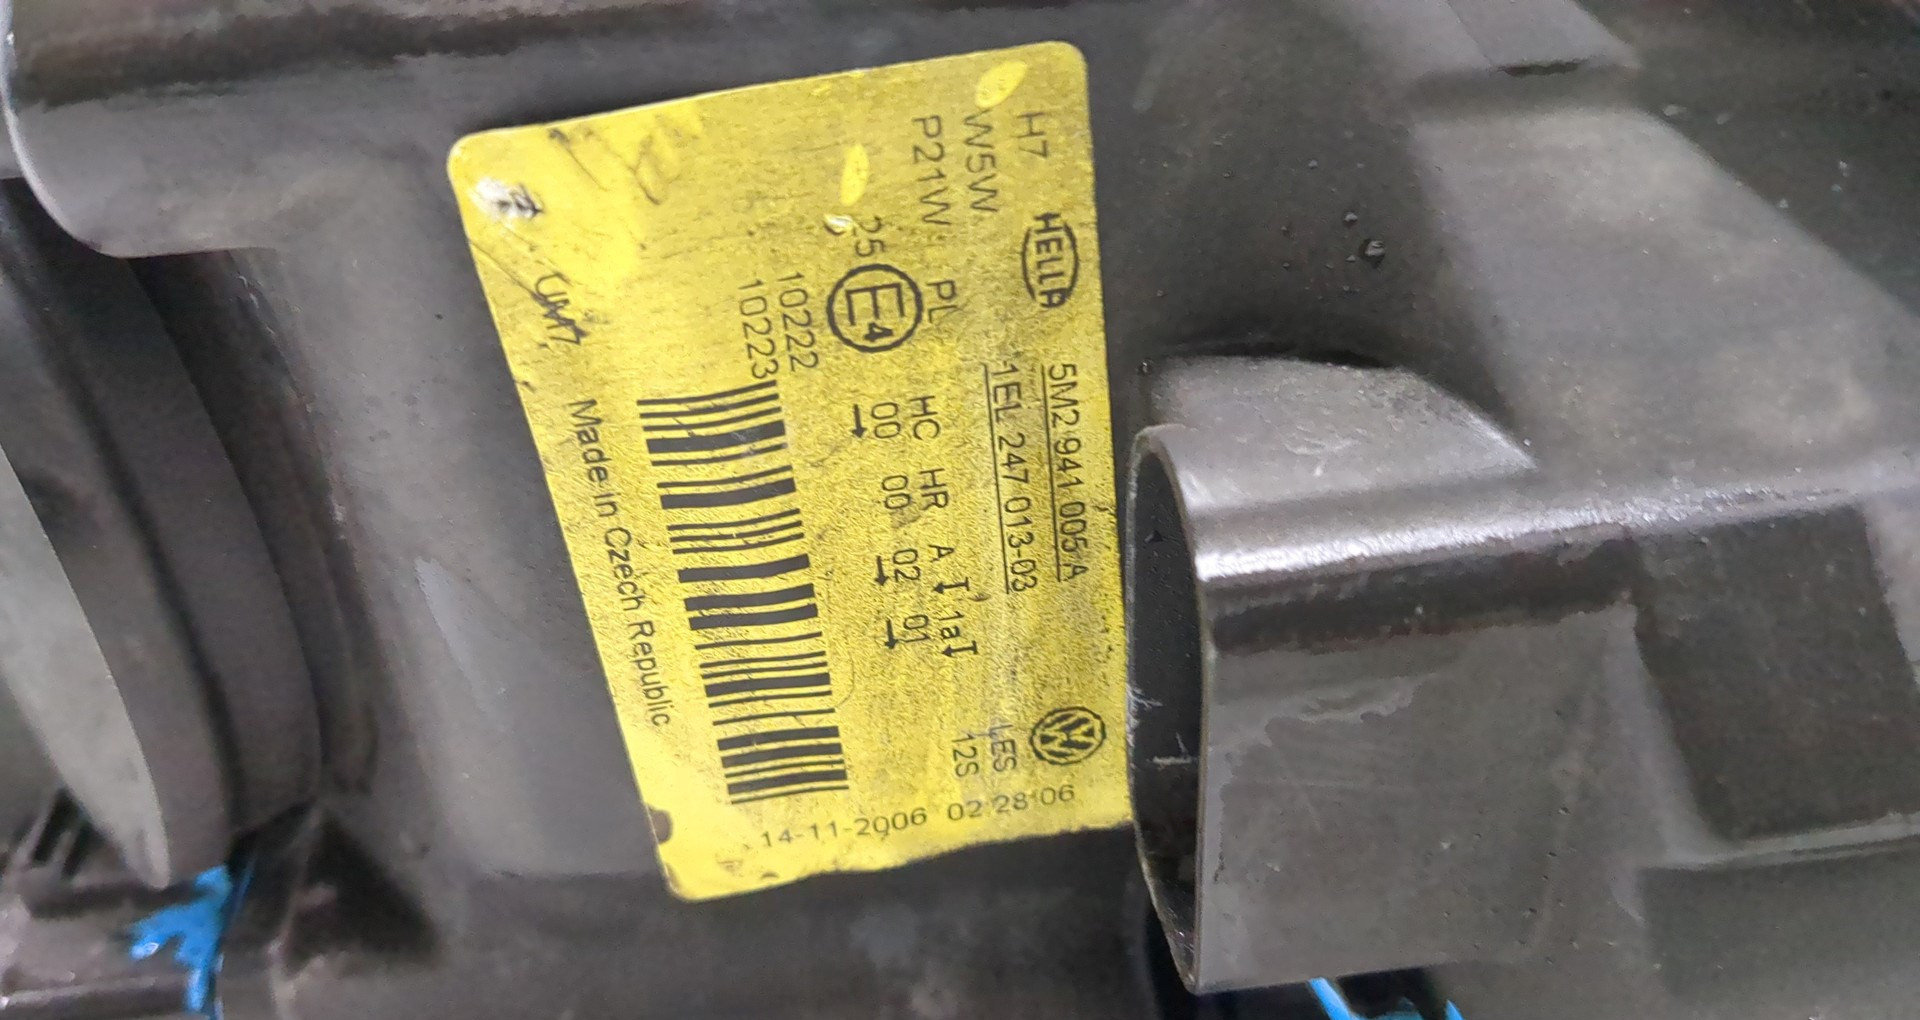 H7
W5W
P21W
HELLA
5M2 941 005 A
1EL 247 013-03
PL
HC HR A 1a
25 E4 00 00 02 01
10222
10223
12S
14-11-2006 02:28:06
Made in Czech Republic